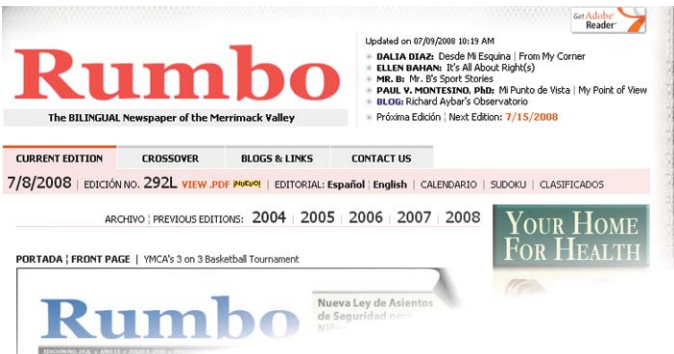 Get Adobe
Reader
Updated on 07/09/2008 10:19 AM
Rumbo
The BILINGUAL Newspaper of the Merrimack Valley
DALIA DIAZ: Desde Mi Esquina | From My Corner
ELLEN BAHAN: It's All About Right(s)
MR. B: Mr. B's Sport Stories
PAUL V. MONTESINO, PhD: Mi Punto de Vista | My Point of View
BLOG: Richard Aybar's Observatorio
Próxima Edición | Next Edition: 7/15/2008
CURRENT EDITION CROSSOVER BLOGS & LINKS CONTACT US
7/8/2008 | EDICIÓN NO. 292L VIEW .PDF ¡NUEVO! | EDITORIAL: Español | English | CALENDARIO | SUDOKU | CLASIFICADOS
ARCHIVO | PREVIOUS EDITIONS: 2004 | 2005 | 2006 | 2007 | 2008
YOUR HOME
FOR HEALTH
PORTADA | FRONT PAGE | YMCA's 3 on 3 Basketball Tournament
Rumbo
Nueva Ley de Asientos
de Seguridad para